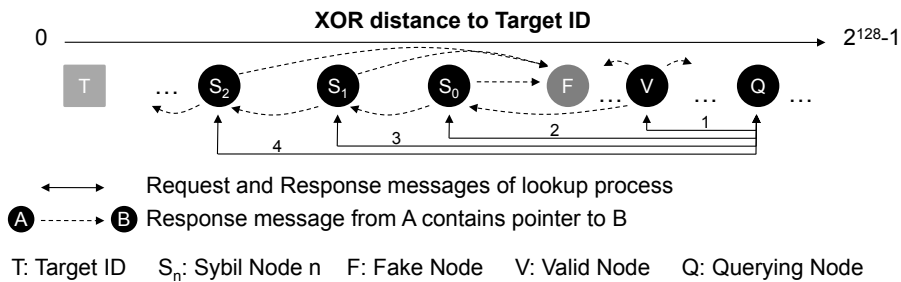 XOR distance to Target ID
0 2¹²⁸-1
T ... S₂ S₁ S₀ F ... V ... Q ...
1
2
3
4
Request and Response messages of lookup process
A B Response message from A contains pointer to B
T: Target ID Sₙ: Sybil Node n F: Fake Node V: Valid Node Q: Querying Node